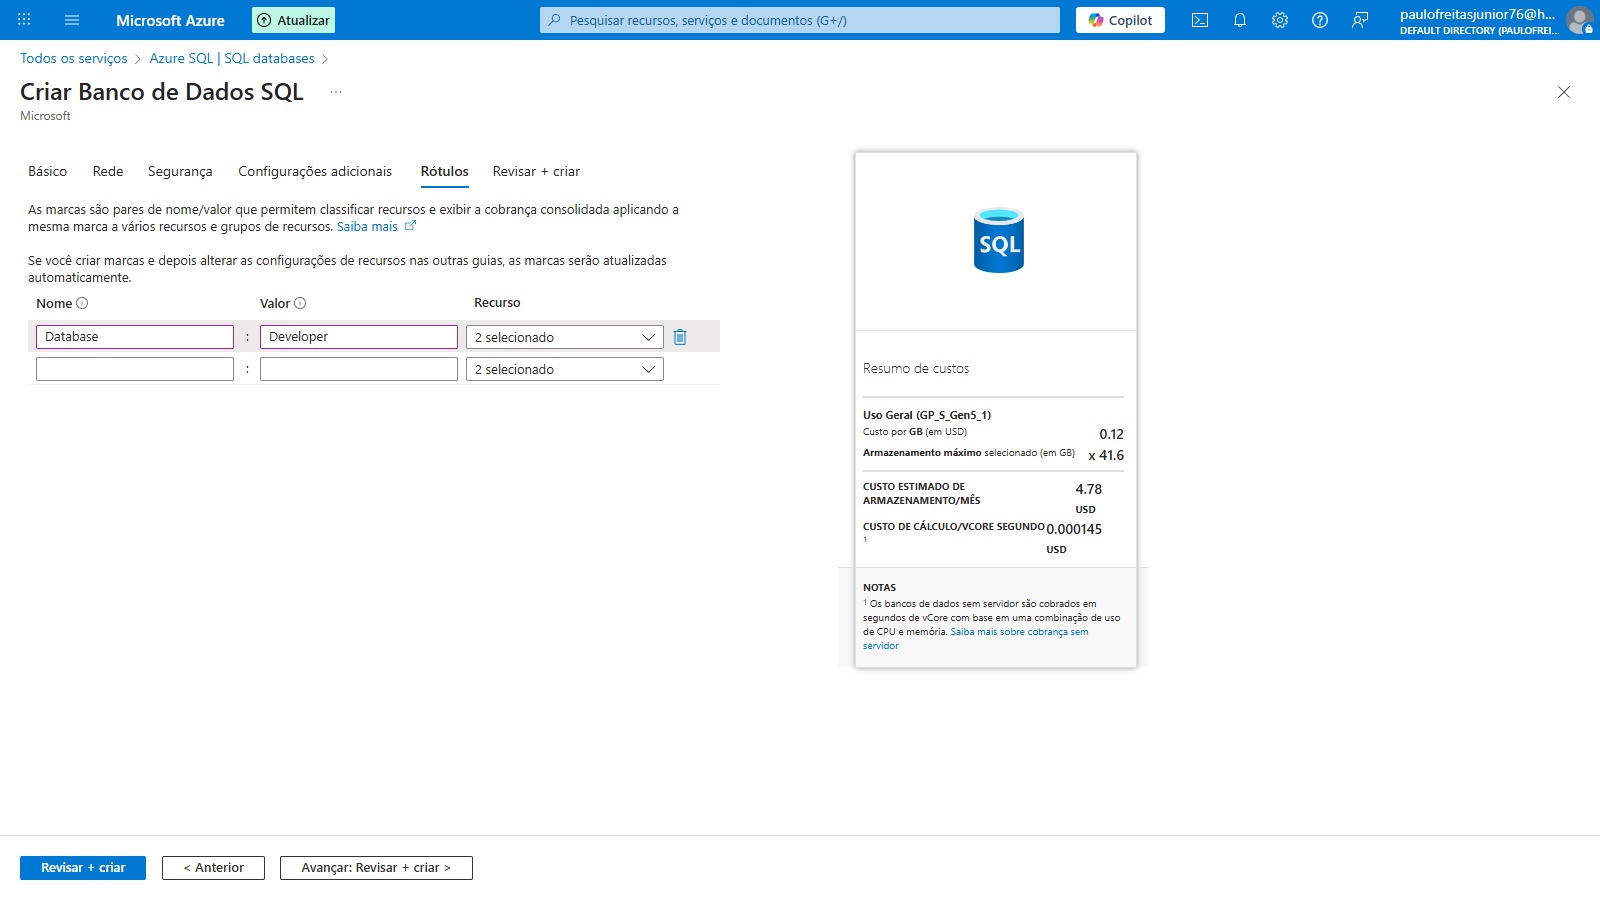 Microsoft Azure
Atualizar
Pesquisar recursos, serviços e documentos (G+/)
Copilot
paulofreitasjunior76@h...
DEFAULT DIRECTORY (PAULOFREI...
Todos os serviços > Azure SQL | SQL databases >
Criar Banco de Dados SQL ...
Microsoft
Básico Rede Segurança Configurações adicionais Rótulos Revisar + criar
As marcas são pares de nome/valor que permitem classificar recursos e exibir a cobrança consolidada aplicando a
mesma marca a vários recursos e grupos de recursos. Saiba mais
Se você criar marcas e depois alterar as configurações de recursos nas outras guias, as marcas serão atualizadas
automaticamente.
Nome Valor Recurso
Database : Developer 2 selecionado
: 2 selecionado
SQL
Resumo de custos
Uso Geral (GP_S_Gen5_1)
Custo por GB (em USD) 0.12
Armazenamento máximo selecionado (em GB) x 41.6
CUSTO ESTIMADO DE
ARMAZENAMENTO/MÊS
4.78
USD
CUSTO DE CÁLCULO/VCORE SEGUNDO
1
0.000145
USD
NOTAS
1 Os bancos de dados sem servidor são cobrados em
segundos de vCore com base em uma combinação de uso
de CPU e memória. Saiba mais sobre cobrança sem
servidor
Revisar + criar
< Anterior
Avançar: Revisar + criar >